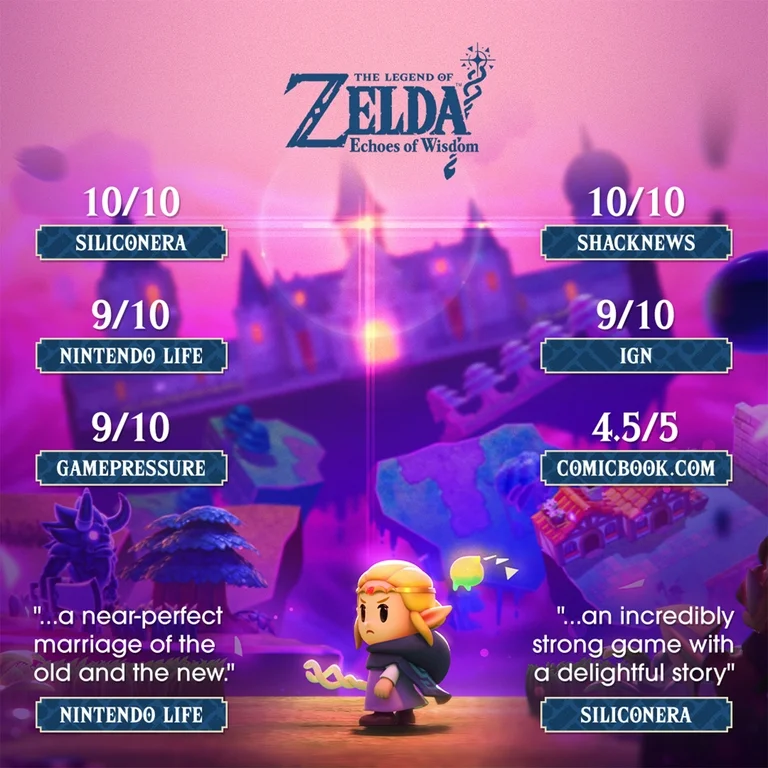 THE LEGEND OF
ZELDA
Echoes of Wisdom
10/10
SILICONERA
10/10
SHACKNEWS
9/10
NINTENDO LIFE
9/10
IGN
9/10
GAMEPRESSURE
4.5/5
COMICBOOK.COM
"...a near-perfect
marriage of the
old and the new."
NINTENDO LIFE
"...an incredibly
strong game with
a delightful story"
SILICONERA